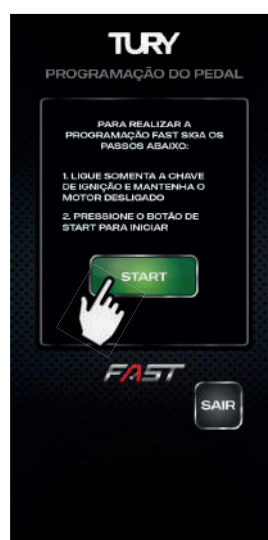 TURY
PROGRAMAÇÃO DO PEDAL
PARA REALIZAR A
PROGRAMAÇÃO FAST SIGA OS
PASSOS ABAIXO:
1. LIGUE SOMENTA A CHAVE
DE IGNIÇÃO E MANTENHA O
MOTOR DESLIGADO
2. PRESSIONE O BOTÃO DE
START PARA INICIAR
START
FAST
SAIR